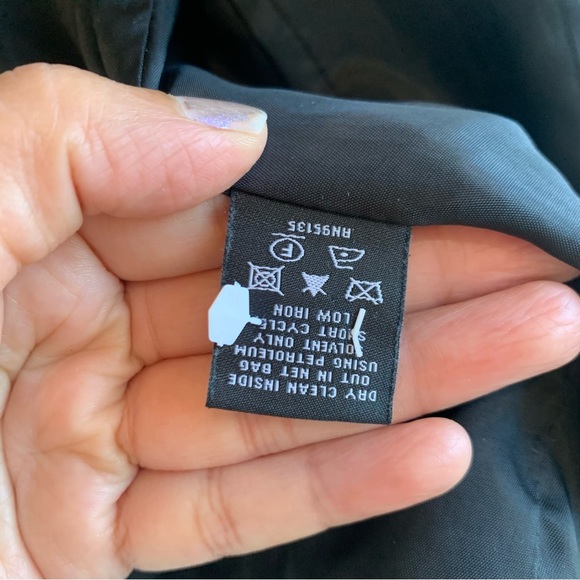 DRY CLEAN INSIDE
OUT IN NET BAG
USING PETROLEUM
SOLVENT ONLY
SHORT CYCLE
LOW IRON
F
RN95135